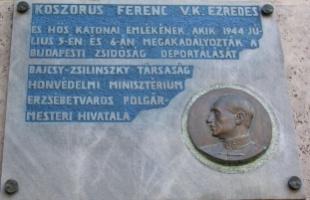 KOSZORUS FERENC V.K. EZREDES
ÉS HŐS KATONAI EMLÉKÉNEK, AKIK 1944 JÚ-
LIUS 5-ÉN ÉS 6-ÁN MEGAKADÁLYOZTÁK A
BUDAPESTI ZSIDÓSÁG DEPORTÁLÁSÁT
BAJCSY-ZSILINSZKY TÁRSASÁG
HONVÉDELMI MINISZTÉRIUM
ERZSÉBETVÁROS POLGÁR-
MESTERI HIVATALA